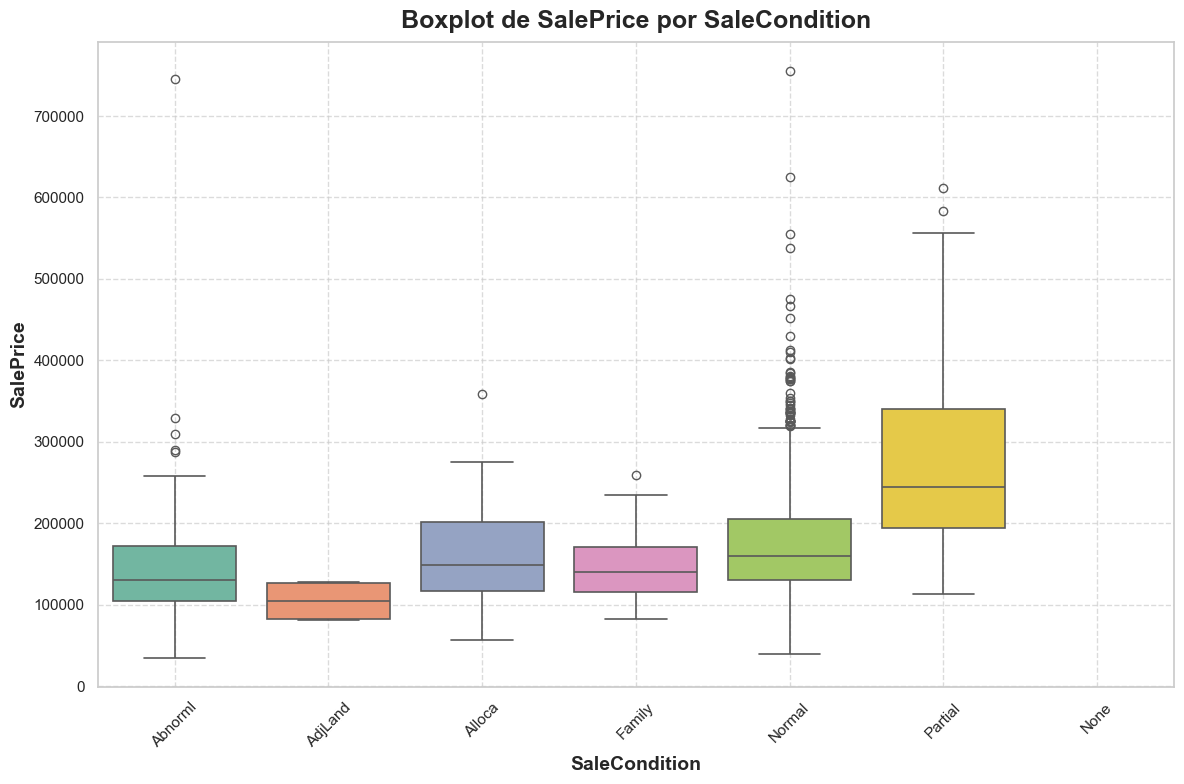 Boxplot de SalePrice por SaleCondition
SalePrice
700000
600000
500000
400000
300000
200000
100000
0
Abnorml
AdjLand
Alloca
Family
Normal
Partial
None
SaleCondition